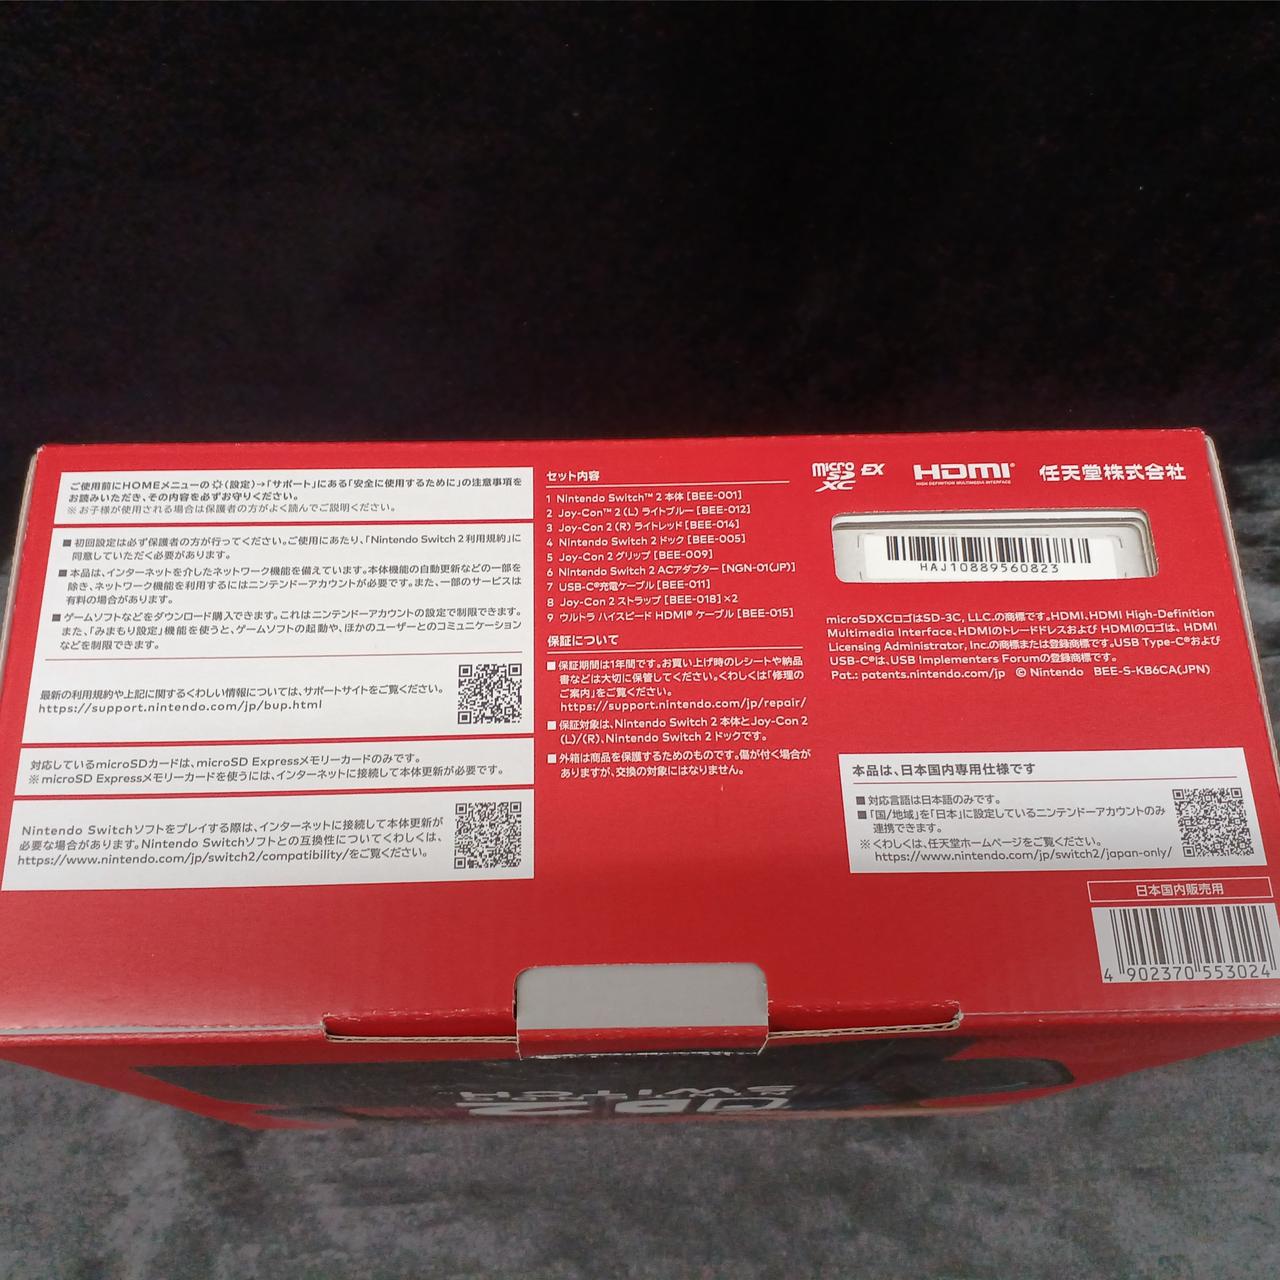 ご使用前にHOMEメニューの(設定)→「サポート」にある「安全に使用するために」の注意事項を
お読みいただき、その内容を必ずお守りください。
※お子様が使用される場合は保護者の方がよく読んでご説明ください。
■初回設定は必ず保護者の方が行ってください。ご使用にあたり、「Nintendo Switch 2 利用規約」に
同意していただく必要があります。
■本品は、インターネットを介したネットワーク機能を備えています。本体機能の自動更新などの一部を
除き、ネットワーク機能を利用するにはニンテンドーアカウントが必要です。また、一部のサービスは
有料の場合があります。
■ゲームソフトなどをダウンロード購入できます。これはニンテンドーアカウントの設定で制限できます。
また、「みまもり設定」機能を使うと、ゲームソフトの起動や、ほかのユーザーとのコミュニケーション
などを制限できます。
最新の利用規約や上記に関するくわしい情報については、サポートサイトをご覧ください。
https://support.nintendo.com/jp/bup.html
対応しているmicroSDカードは、microSD Expressメモリーカードのみです。
※microSD Expressメモリーカードを使うには、インターネットに接続して本体更新が必要です。
Nintendo Switchソフトをプレイする際は、インターネットに接続して本体更新が
必要な場合があります。Nintendo Switchソフトとの互換性についてくわしくは、
https://www.nintendo.com/jp/switch2/compatibility/をご覧ください。
セット内容
1 Nintendo Switch™ 2 本体 [BEE-001]
2 Joy-Con™ 2 (L) ライトブルー [BEE-012]
3 Joy-Con 2 (R) ライトレッド [BEE-014]
4 Nintendo Switch 2 ドック [BEE-005]
5 Joy-Con 2 グリップ [BEE-009]
6 Nintendo Switch 2 ACアダプター [NGN-01(JP)]
7 USB-C®充電ケーブル [BEE-011]
8 Joy-Con 2 ストラップ [BEE-018] ×2
9 ウルトラ ハイスピード HDMI® ケーブル [BEE-015]
保証について
■保証期間は1年間です。お買い上げ時のレシートや納品
書などは大切に保管してください。くわしくは「修理の
ご案内」をご覧ください。
https://support.nintendo.com/jp/repair/
■保証対象は、Nintendo Switch 2 本体とJoy-Con 2
(L)/(R)、Nintendo Switch 2 ドックです。
■外箱は商品を保護するためのものです。傷が付く場合が
ありますが、交換の対象にはなりません。
micro SD XC EX HDMI® 任天堂株式会社
HIGH DEFINITION MULTIMEDIA INTERFACE
HAJ10889560823
microSDXCロゴはSD-3C, LLC.の商標です。HDMI、HDMI High-Definition
Multimedia Interface、HDMIのトレードドレスおよび HDMIのロゴは、HDMI
Licensing Administrator, Inc.の商標または登録商標です。USB Type-C®および
USB-C®は、USB Implementers Forumの登録商標です。
Pat.: patents.nintendo.com/jp © Nintendo BEE-S-KB6CA(JPN)
本品は、日本国内専用仕様です
■対応言語は日本語のみです。
■「国/地域」を「日本」に設定しているニンテンドーアカウントのみ
連携できます。
※くわしくは、任天堂ホームページをご覧ください。
https://www.nintendo.com/jp/switch2/japan-only/
日本国内販売用
4 902370 553024
SWITCH
2